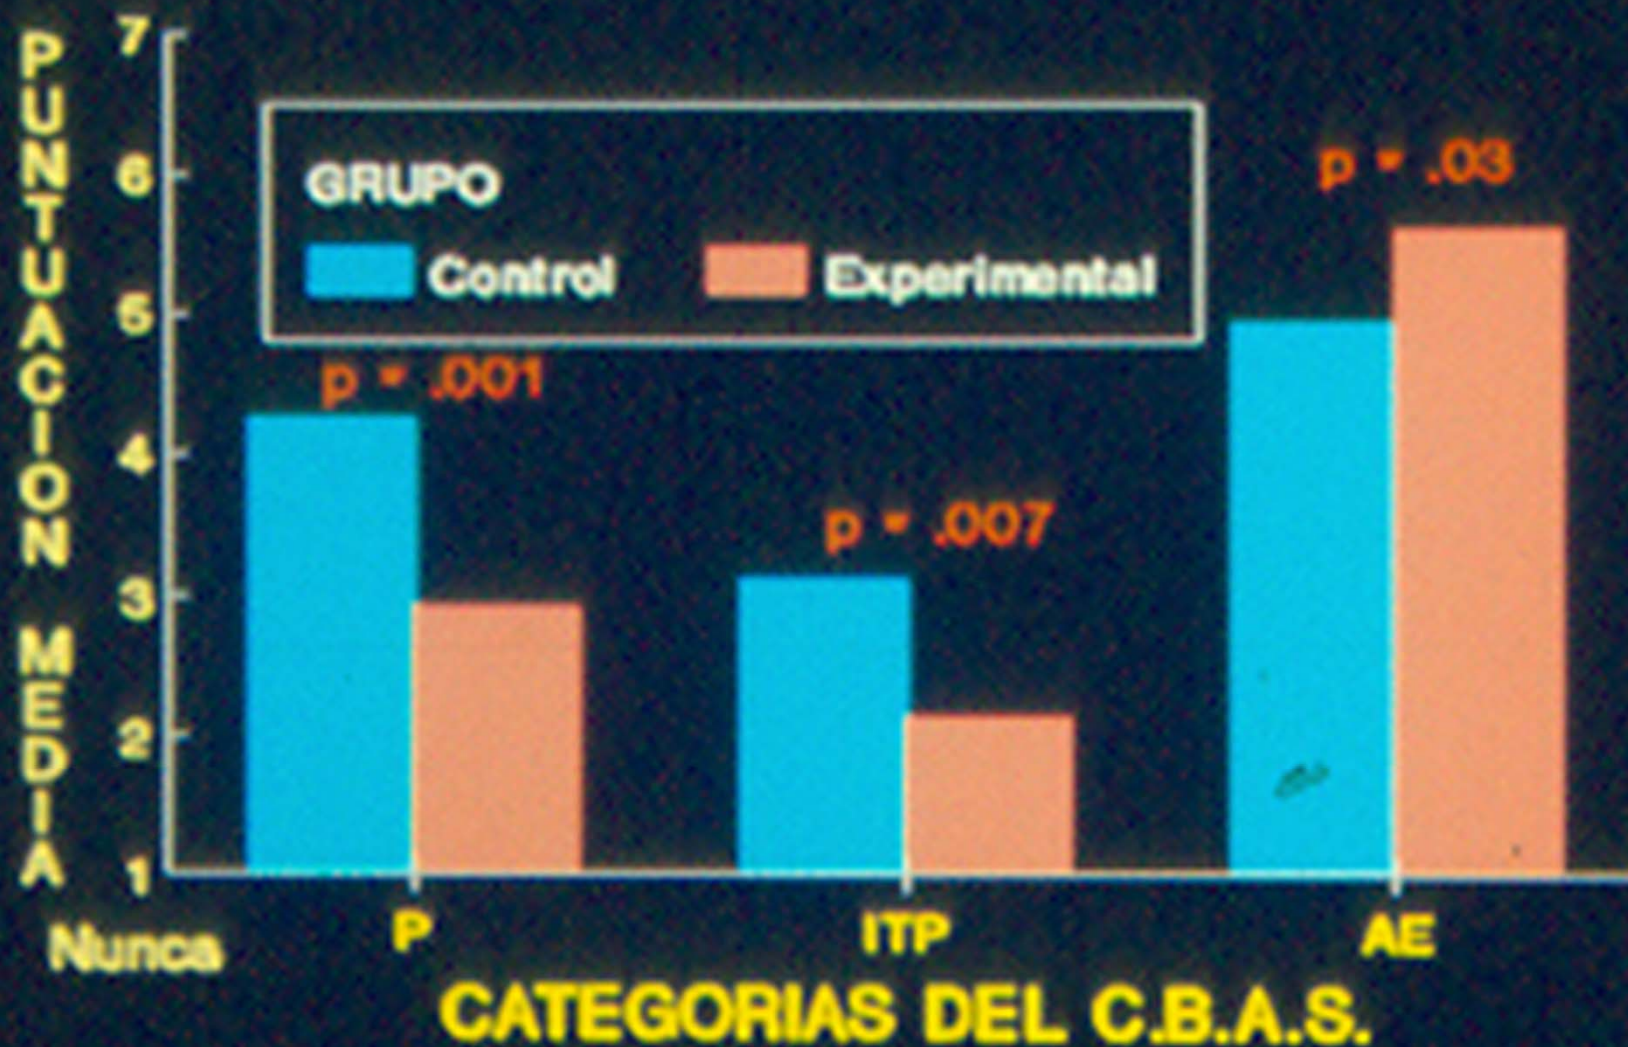 PUNTUACION MEDIA
7
6
5
4
3
2
1
Nunca
GRUPO
Control Experimental
p = .001
p = .007
p = .03
P ITP AE
CATEGORIAS DEL C.B.A.S.